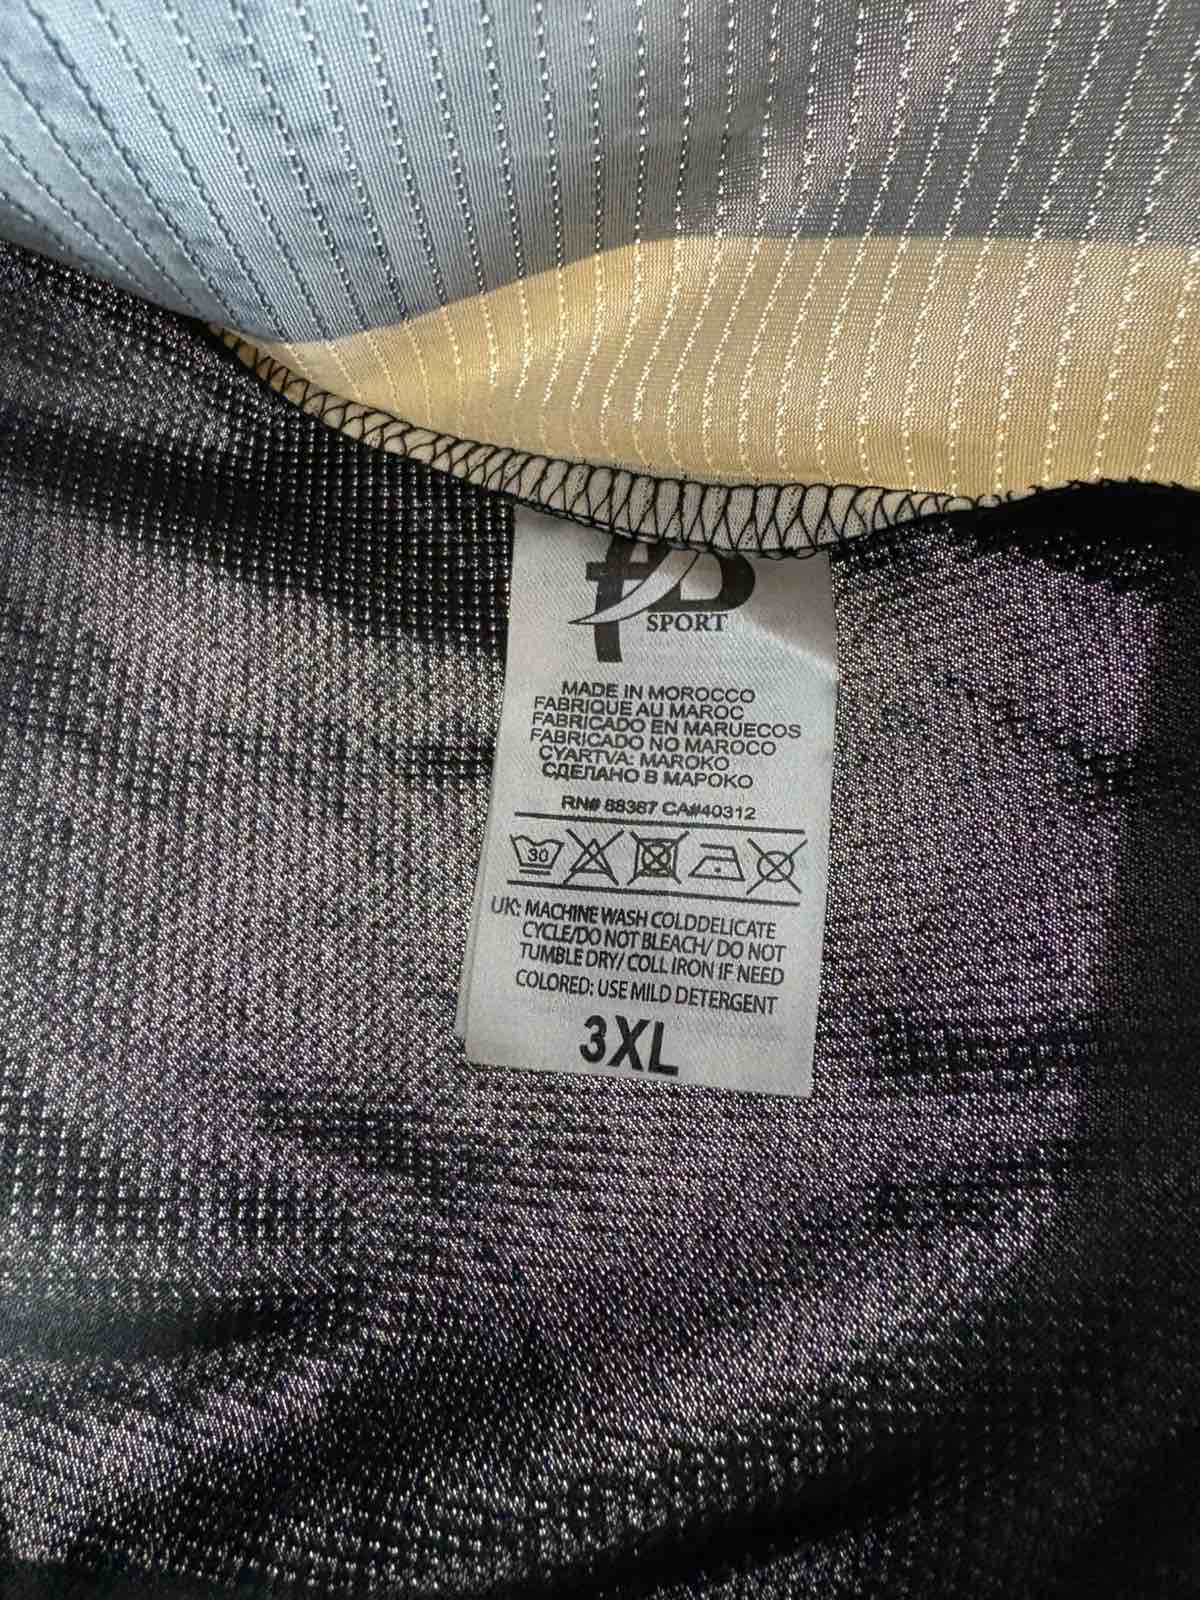 SPORT
MADE IN MOROCCO
FABRIQUE AU MAROC
FABRICADO EN MARUECOS
FABRICADO NO MAROCO
CYARTVA: MAROKO
СДЕЛАНО В МАРОКО
RN# 88387 CA#40312
30
UK: MACHINE WASH COLDDELICATE
CYCLE/DO NOT BLEACH/ DO NOT
TUMBLE DRY/ COLL IRON IF NEED
COLORED: USE MILD DETERGENT
3XL